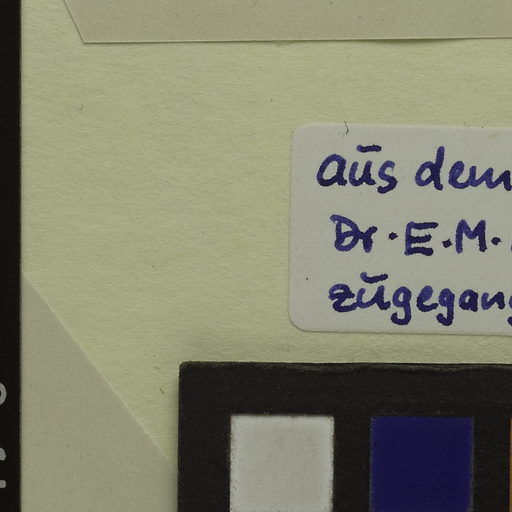 aus dem
Dr. E. M.
zugegang